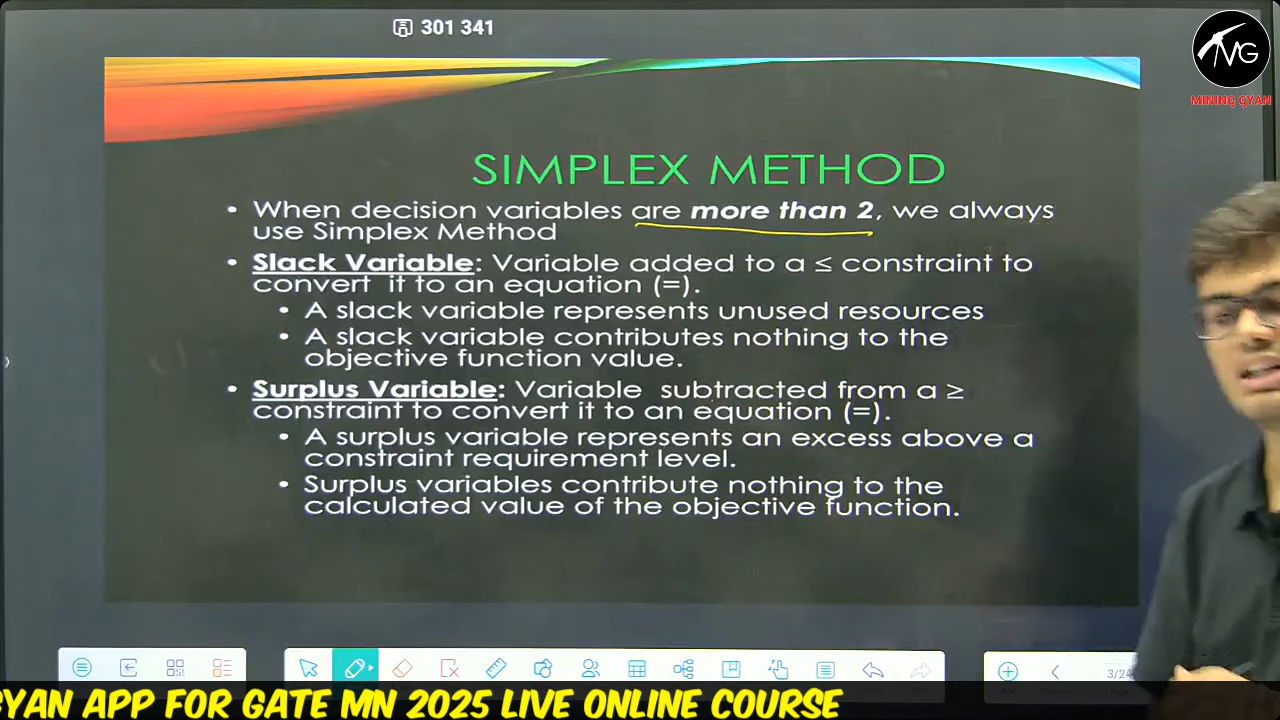 301 341
MG
MINING GYAN
SIMPLEX METHOD
• When decision variables are more than 2, we always
use Simplex Method
• Slack Variable: Variable added to a ≤ constraint to
convert it to an equation (=).
• A slack variable represents unused resources
• A slack variable contributes nothing to the
objective function value.
• Surplus Variable: Variable subtracted from a ≥
constraint to convert it to an equation (=).
• A surplus variable represents an excess above a
constraint requirement level.
• Surplus variables contribute nothing to the
calculated value of the objective function.
3/24
GYAN APP FOR GATE MN 2025 LIVE ONLINE COURSE